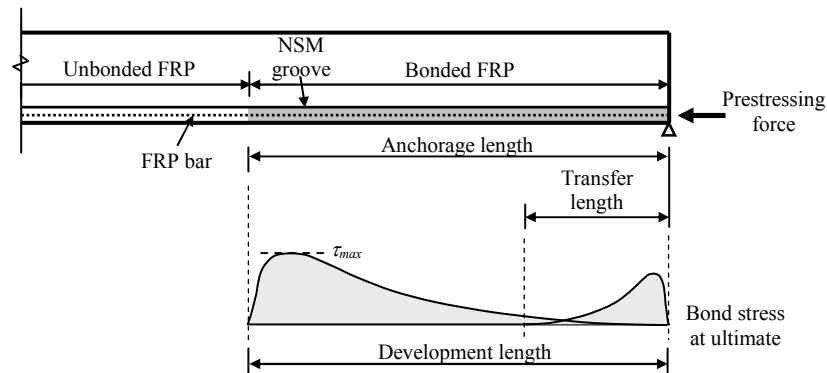 NSM
groove
Unbonded FRP
Bonded FRP
Prestressing
force
FRP bar
Anchorage length
Transfer
length
τmax
Bond stress
at ultimate
Development length